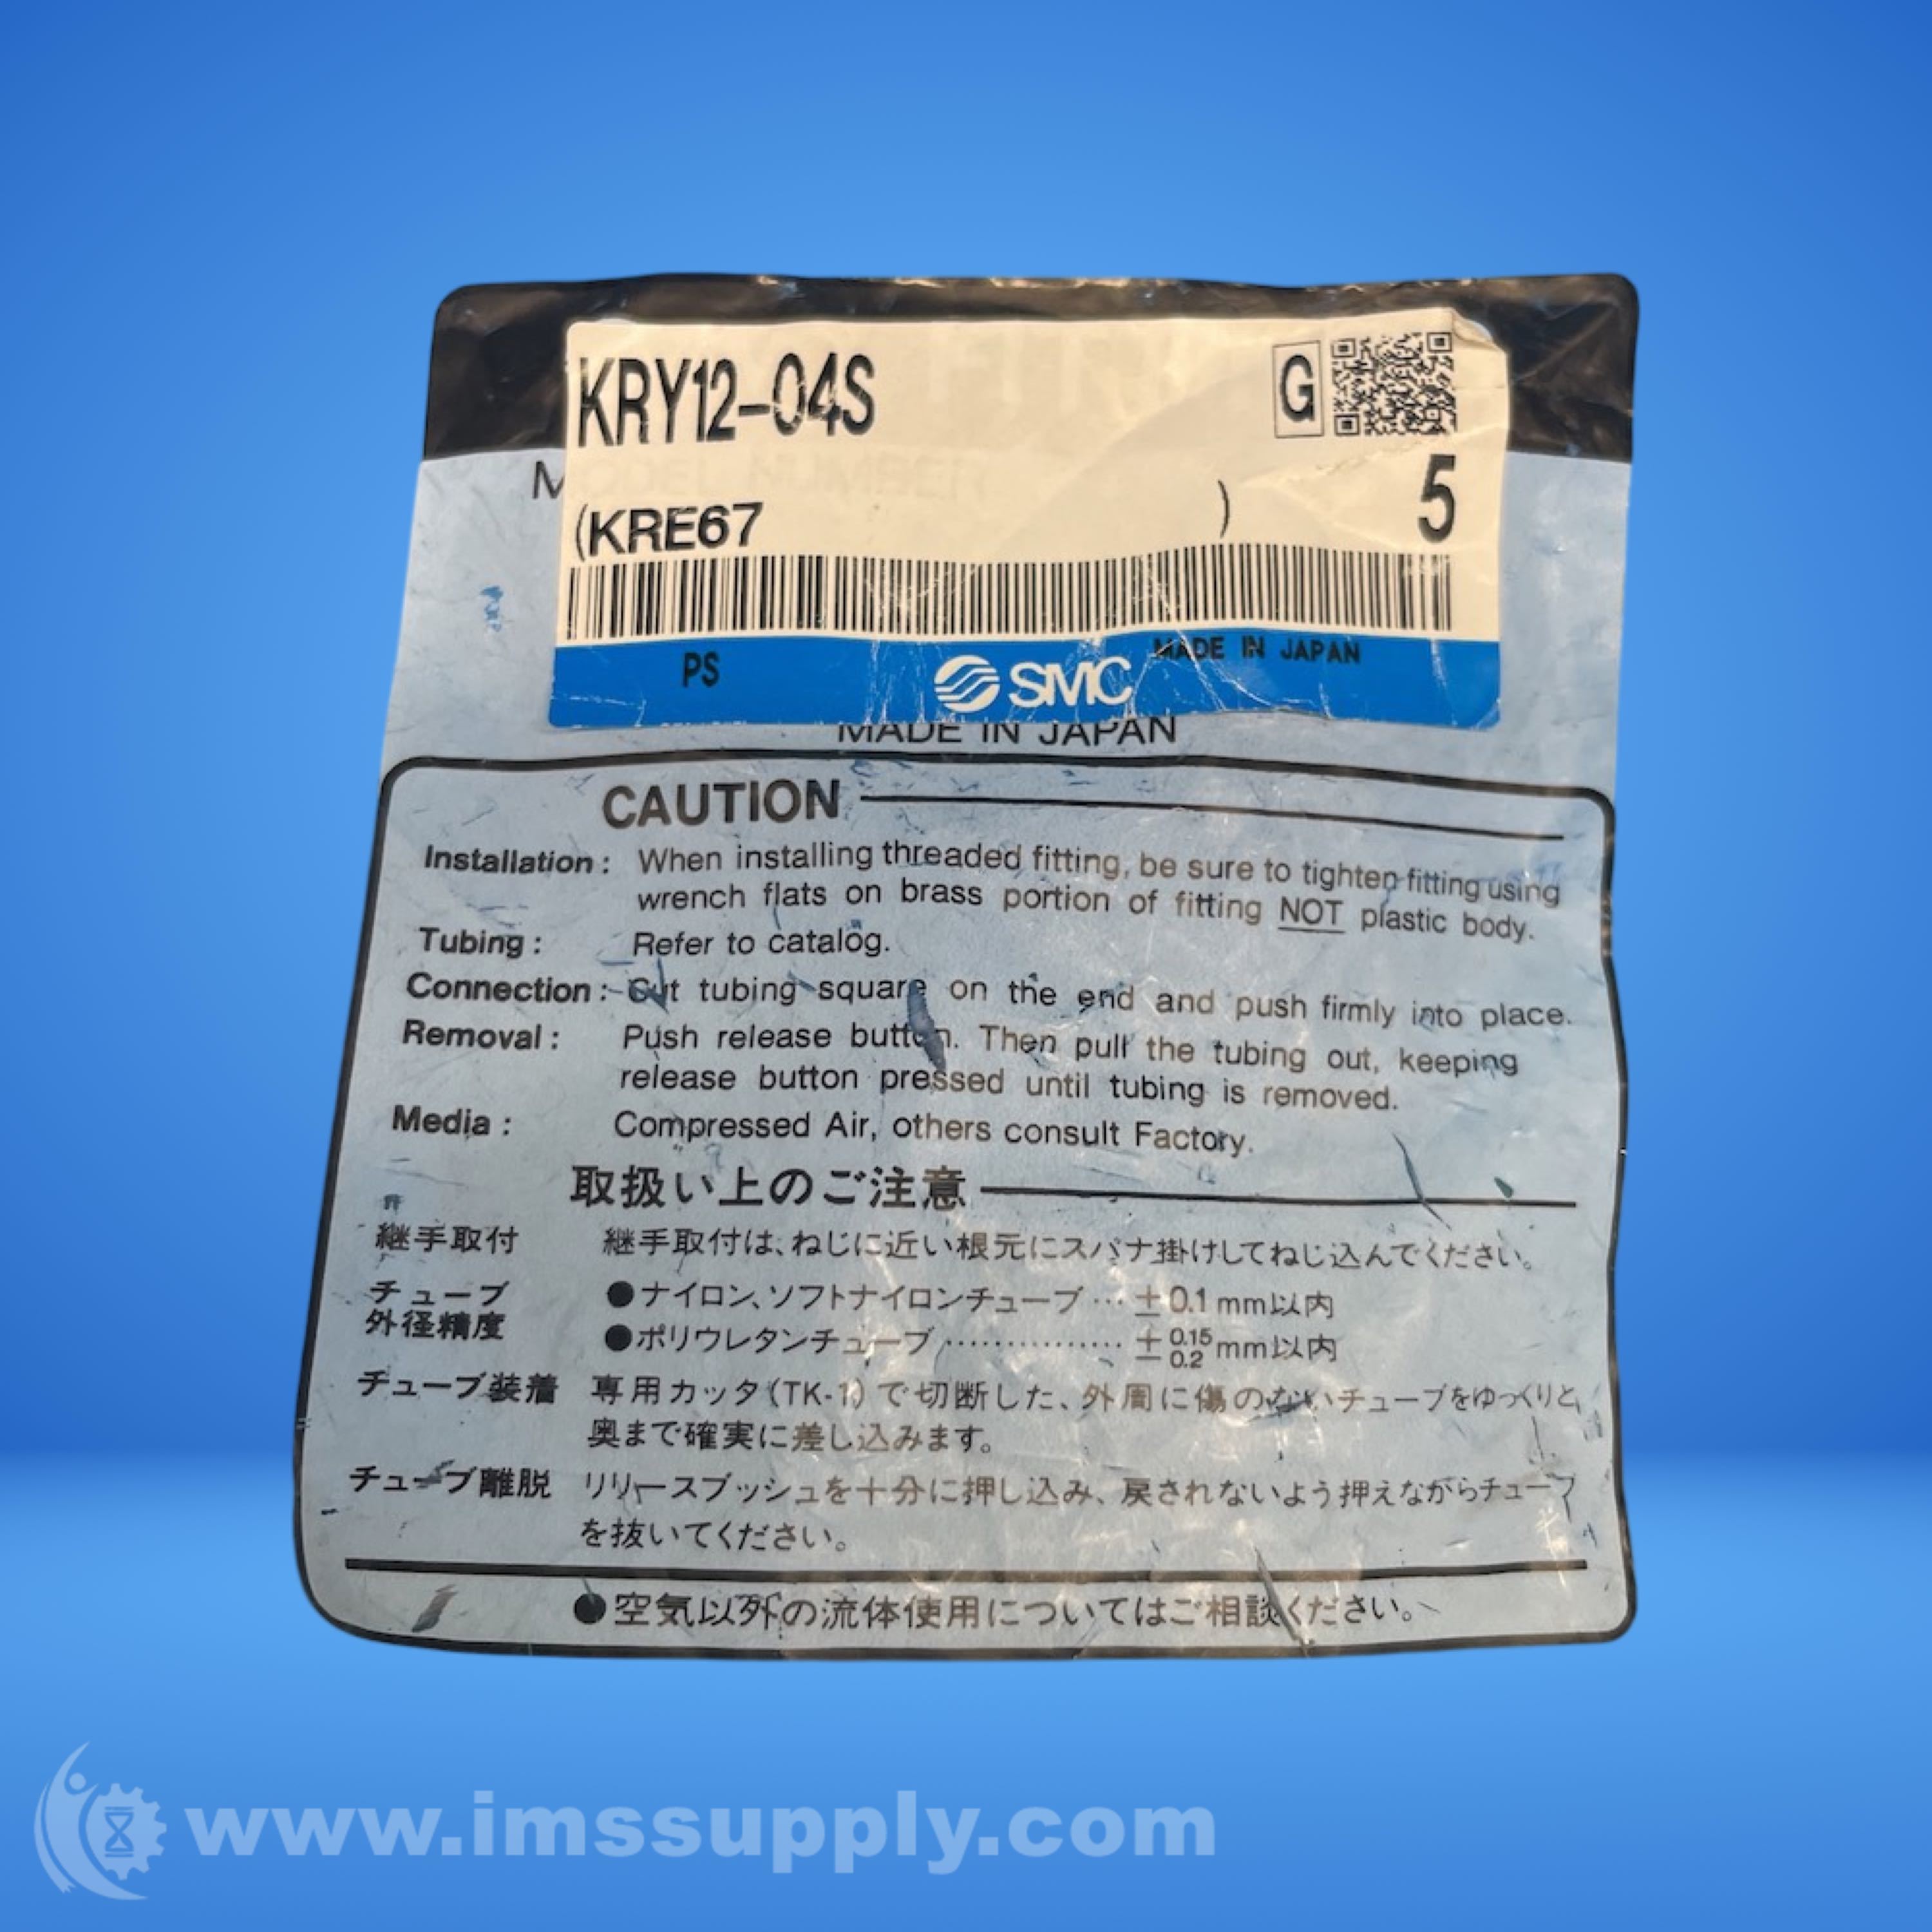 KRY12-04S
G
MODEL NUMBER
5
(KRE67 )
PS
SMC
MADE IN JAPAN
MADE IN JAPAN
CAUTION
Installation : When installing threaded fitting, be sure to tighten fitting using
wrench flats on brass portion of fitting NOT plastic body.
Tubing : Refer to catalog.
Connection : Cut tubing square on the end and push firmly into place.
Removal : Push release button. Then pull the tubing out, keeping
release button pressed until tubing is removed.
Media : Compressed Air, others consult Factory.
取扱い上のご注意
継手取付 継手取付は、ねじに近い根元にスパナ掛けしてねじ込んでください。
チューブ
外径精度
●ナイロン、ソフトナイロンチューブ … ± 0.1 mm以内
●ポリウレタンチューブ …………… ± 0.15 0.2 mm以内
チューブ装着 専用カッタ(TK-1)で切断した、外周に傷のないチューブをゆっくりと、
奥まで確実に差し込みます。
チューブ離脱 リリースブッシュを十分に押し込み、戻されないよう押えながらチューブ
を抜いてください。
●空気以外の流体使用についてはご相談ください。
www.imssupply.com